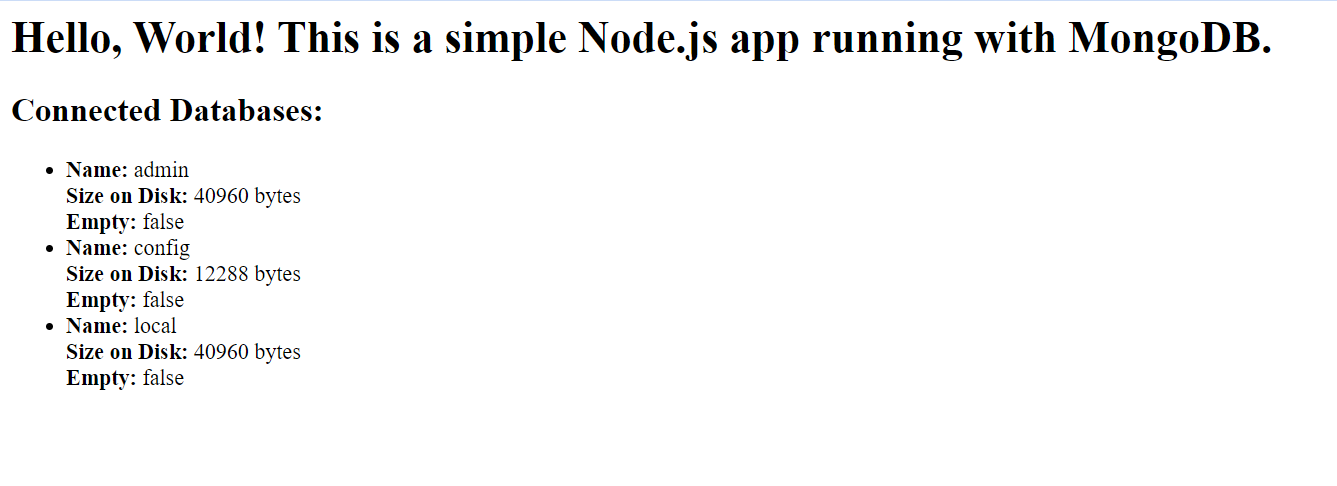 Hello, World! This is a simple Node.js app running with MongoDB.
Connected Databases:
Name: admin
Size on Disk: 40960 bytes
Empty: false
Name: config
Size on Disk: 12288 bytes
Empty: false
Name: local
Size on Disk: 40960 bytes
Empty: false